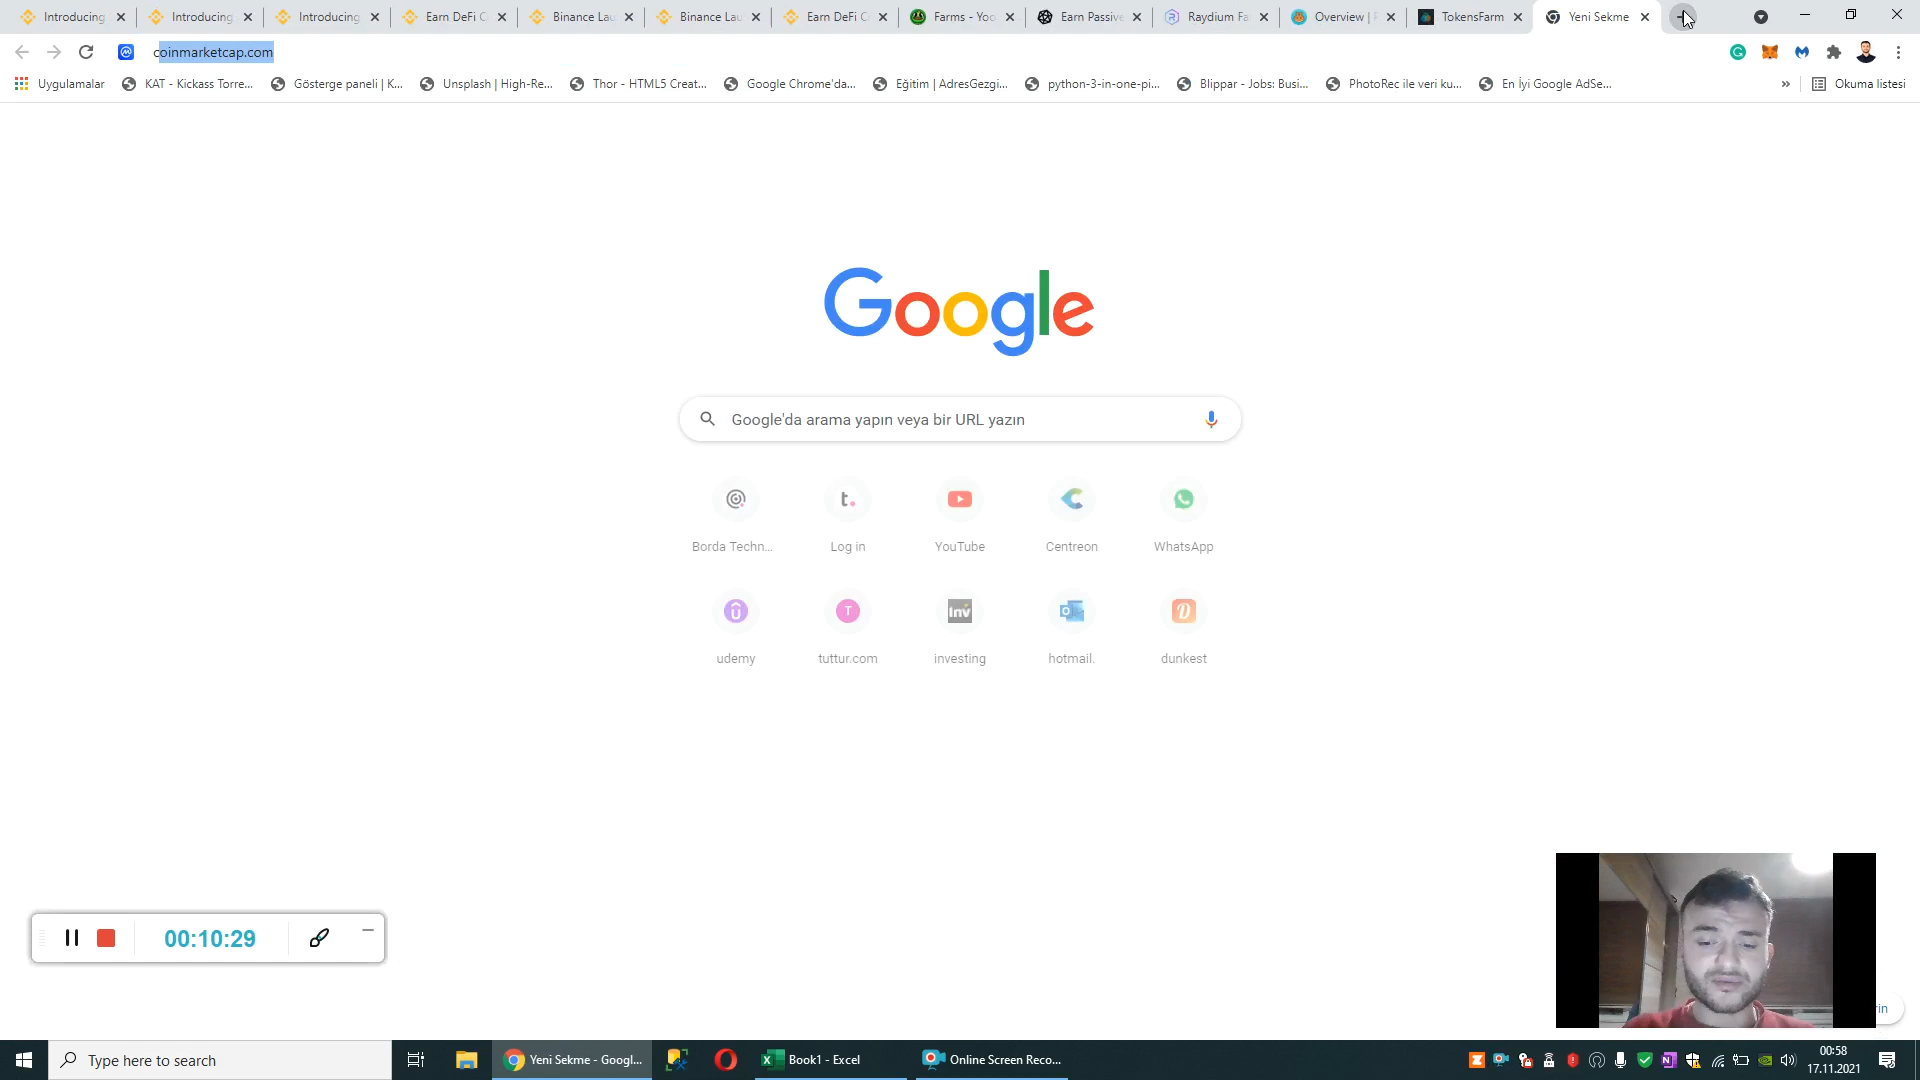 Introducing
Introducing
Introducing
Earn DeFi C
Binance Lau
Binance Lau
Earn DeFi C
Farms - Yoo
Earn Passive
Raydium Fa
Overview |
TokensFarm
Yeni Sekme
coinmarketcap.com
Uygulamalar
KAT - Kickass Torre...
Gösterge paneli | K...
Unsplash | High-Re...
Thor - HTML5 Creat...
Google Chrome'da...
Eğitim | AdresGezgi...
python-3-in-one-pi...
Blippar - Jobs: Busi...
PhotoRec ile veri ku...
En İyi Google AdSe...
»
Okuma listesi
Google
Google'da arama yapın veya bir URL yazın
Borda Techn...
Log in
YouTube
Centreon
WhatsApp
udemy
tuttur.com
investing
hotmail.
dunkest
00:10:29
rin
Type here to search
Yeni Sekme - Googl...
Book1 - Excel
Online Screen Reco...
00:58
17.11.2021